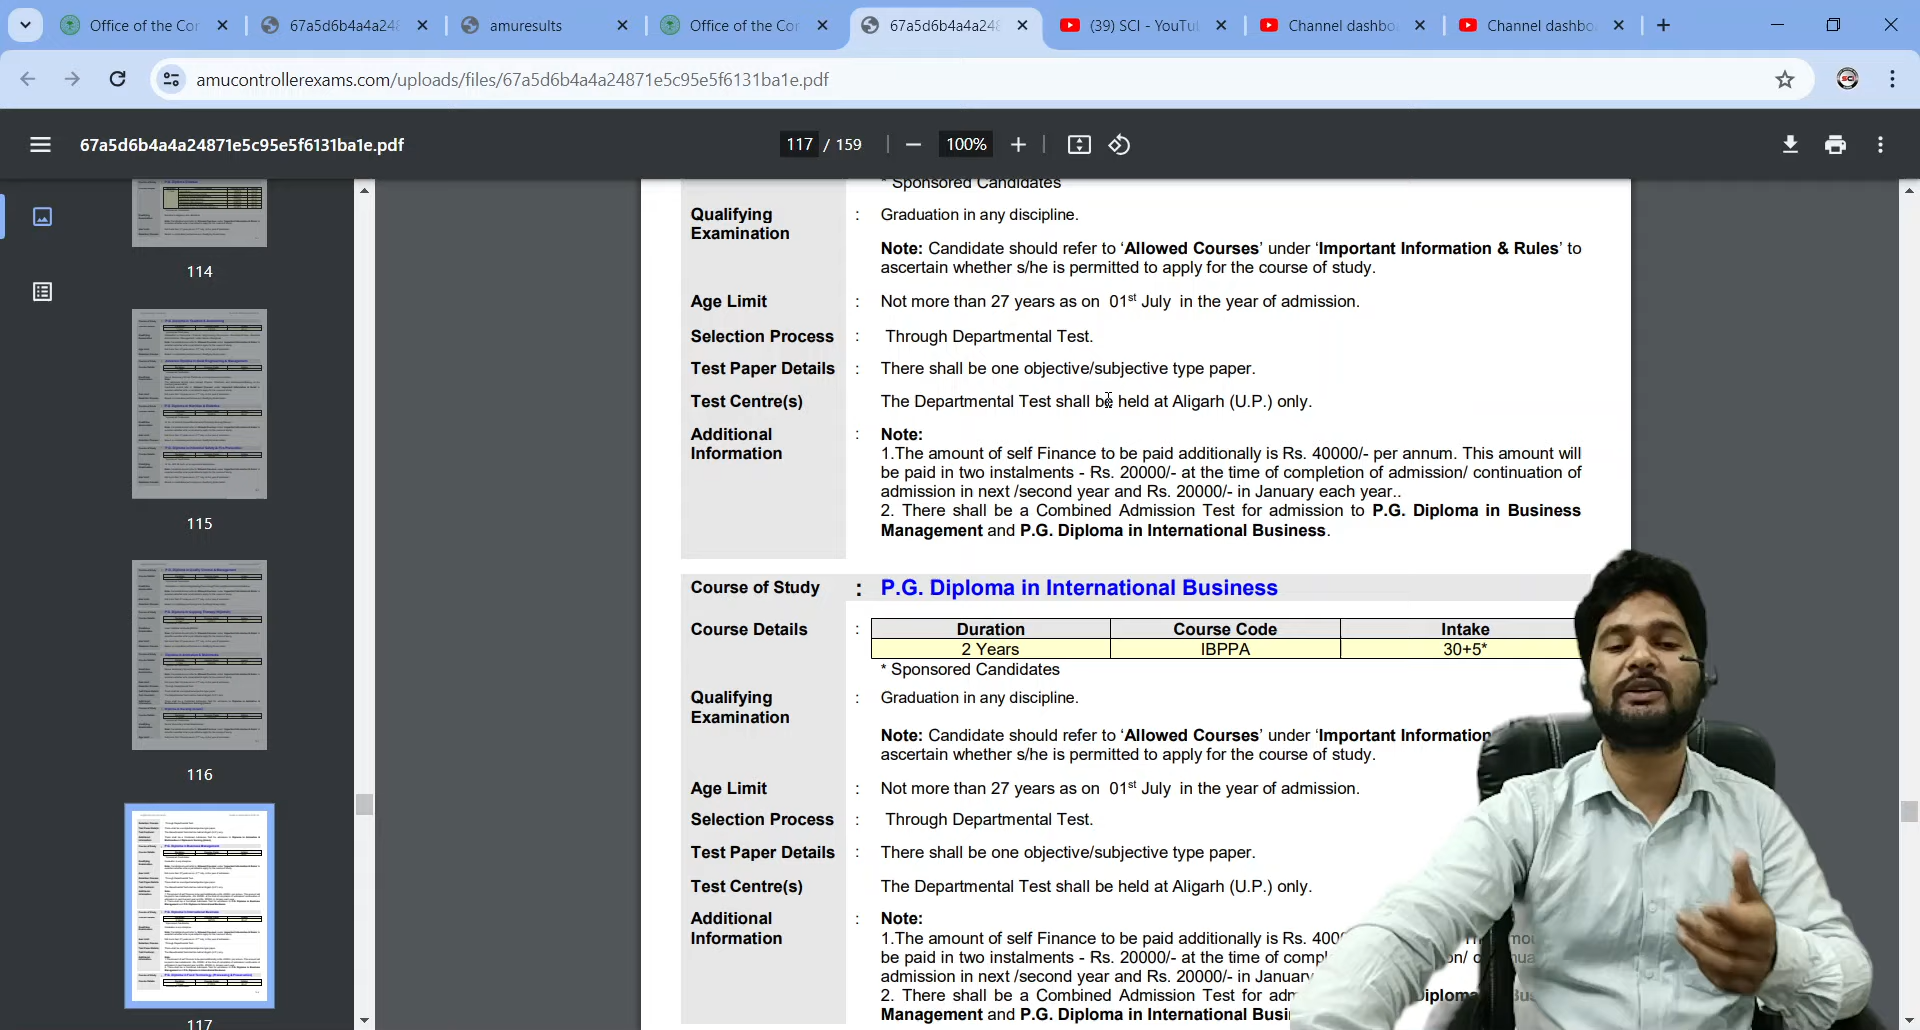 Office of the Cor
67a5d6b4a4a248
amuresults
Office of the Cor
67a5d6b4a4a248
(39) SCI - YouTu
Channel dashbo
Channel dashbo
amucontrollerexams.com/uploads/files/67a5d6b4a4a24871e5c95e5f6131ba1e.pdf
67a5d6b4a4a24871e5c95e5f6131ba1e.pdf
117 / 159
100%
114
115
116
117
* Sponsored Candidates
Qualifying Examination : Graduation in any discipline.
Note: Candidate should refer to 'Allowed Courses' under 'Important Information & Rules' to
ascertain whether s/he is permitted to apply for the course of study.
Age Limit : Not more than 27 years as on 01st July in the year of admission.
Selection Process : Through Departmental Test.
Test Paper Details : There shall be one objective/subjective type paper.
Test Centre(s) The Departmental Test shall be held at Aligarh (U.P.) only.
Additional Information : Note:
1.The amount of self Finance to be paid additionally is Rs. 40000/- per annum. This amount will
be paid in two instalments - Rs. 20000/- at the time of completion of admission/ continuation of
admission in next /second year and Rs. 20000/- in January each year..
2. There shall be a Combined Admission Test for admission to P.G. Diploma in Business
Management and P.G. Diploma in International Business.
Course of Study : P.G. Diploma in International Business
Course Details : Duration Course Code Intake
2 Years IBPPA 30+5*
* Sponsored Candidates
Qualifying Examination : Graduation in any discipline.
Note: Candidate should refer to 'Allowed Courses' under 'Important Information
ascertain whether s/he is permitted to apply for the course of study.
Age Limit : Not more than 27 years as on 01st July in the year of admission.
Selection Process : Through Departmental Test.
Test Paper Details : There shall be one objective/subjective type paper.
Test Centre(s) : The Departmental Test shall be held at Aligarh (U.P.) only.
Additional Information : Note:
1.The amount of self Finance to be paid additionally is Rs. 400
be paid in two instalments - Rs. 20000/- at the time of compl
admission in next /second year and Rs. 20000/- in January
2. There shall be a Combined Admission Test for adm
Management and P.G. Diploma in International Busi